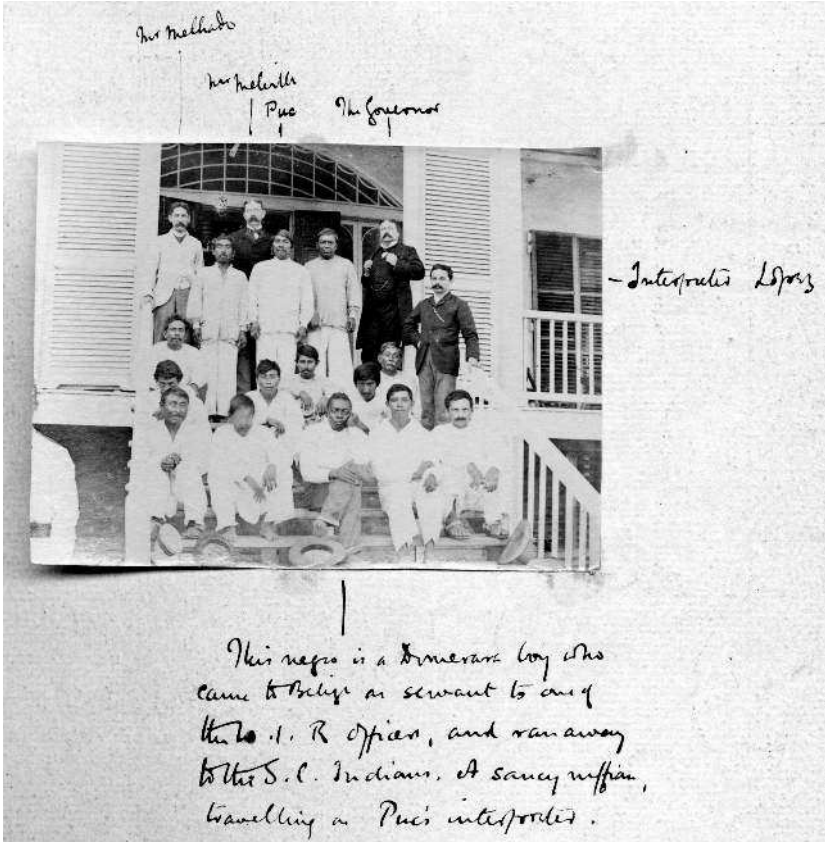 Mr Melhado
Mr Melville
Puc The Governor
- Interpreter López
This negro is a Demerara boy who
came to Belize as servant to one of
the W. I. R officers, and ran away
to the S. C. Indians. A saucy ruffian,
travelling as Puc's interpreter.